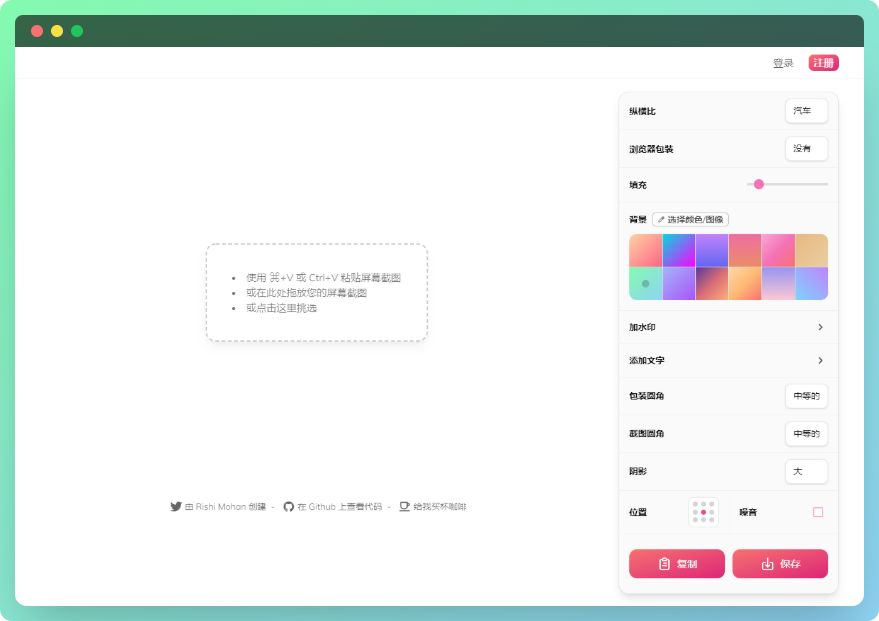 登录 注册
纵横比 汽车
浏览器包装 没有
填充
背景 选择颜色/图像
使用 ⌘+V 或 Ctrl+V 粘贴屏幕截图
或在此处拖放您的屏幕截图
或点击这里挑选
加水印
添加文字
包装圆角 中等的
截图圆角 中等的
阴影 大
位置 噪音
由 Rishi Mohan 创建 - 在 Github 上查看代码 - 给我买杯咖啡
复制 保存